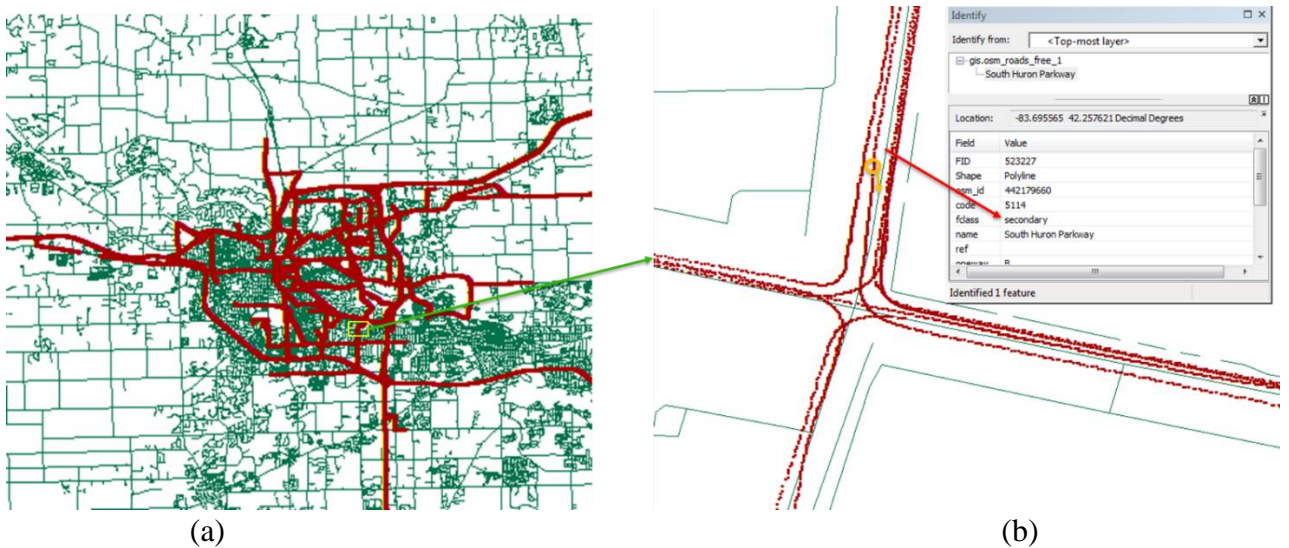 Identify
Identify from: <Top-most layer>
gis.osm_roads_free_1
South Huron Parkway
Location: -83.695565 42.257621 Decimal Degrees
Field Value
FID 523227
Shape Polyline
osm_id 442179660
code 5114
fclass secondary
name South Huron Parkway
ref
oneway B
Identified 1 feature
(a) (b)